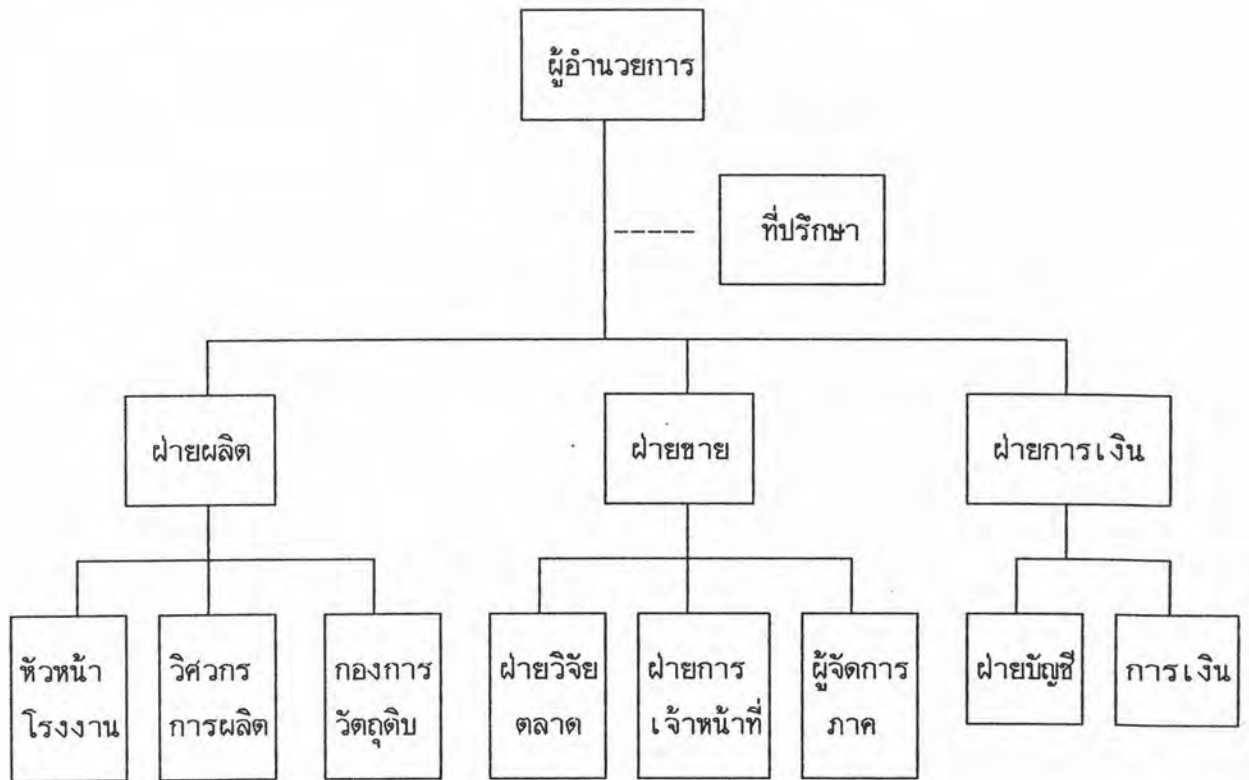 ผู้อำนวยการ
ที่ปรึกษา
ฝ่ายผลิต
ฝ่ายขาย
ฝ่ายการเงิน
หัวหน้า
โรงงาน
วิศวกร
การผลิต
กองการ
วัตถุดิบ
ฝ่ายวิจัย
ตลาด
ฝ่ายการ
เจ้าหน้าที่
ผู้จัดการ
ภาค
ฝ่ายบัญชี
การเงิน